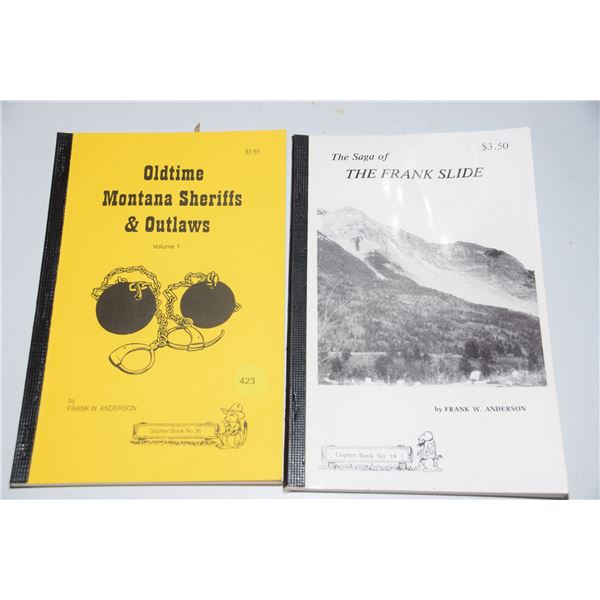 $3.95
Oldtime
Montana Sheriffs
& Outlaws
Volume 1
423
by
FRANK W. ANDERSON
Gopher Book No. 36
$3.50
The Saga of
THE FRANK SLIDE
by FRANK W. ANDERSON
Gopher Book No. 19